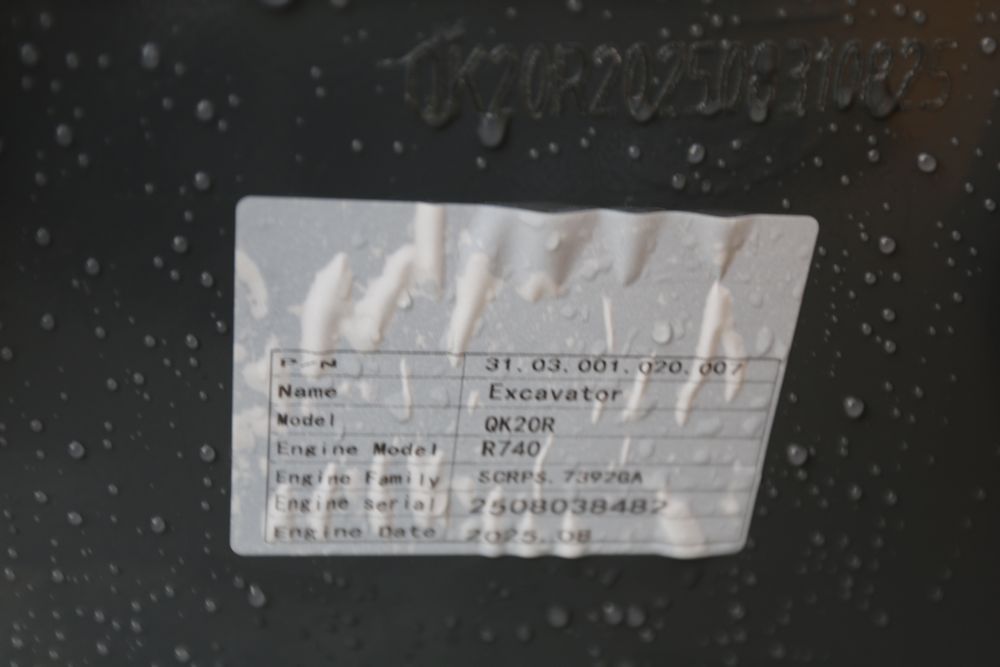 QK20R202508310825
P/N 31.03.001.020.007
Name Excavator
Model QK20R
Engine Model R740
Engine Family SCRPS.7392GA
Engine serial 2508038482
Engine Date 2025.08